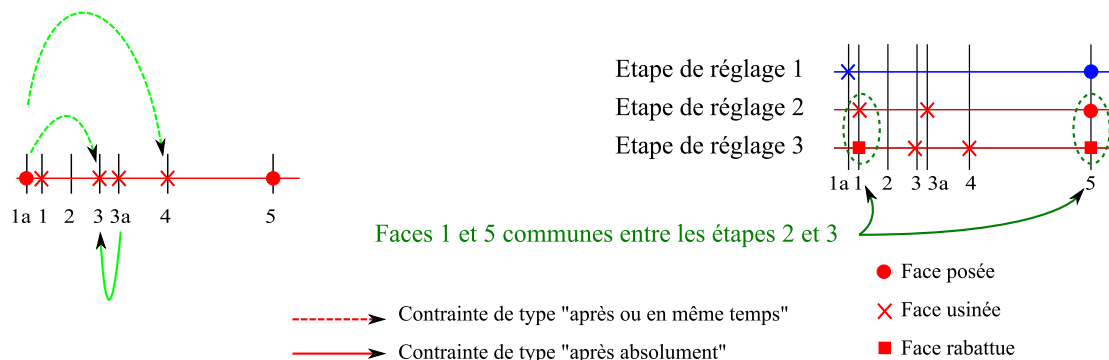 Etape de réglage 1
Etape de réglage 2
Etape de réglage 3
1a 1 2 3 3a 4 5
1a 1 2 3 3a 4 5
Faces 1 et 5 communes entre les étapes 2 et 3
Face posée
Contrainte de type "après ou en même temps"
Face usinée
Contrainte de type "après absolument"
Face rabattue